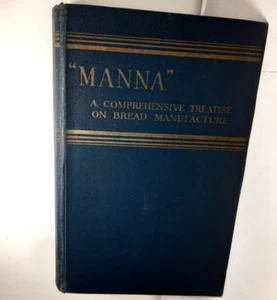 "MANNA"
A COMPREHENSIVE TREATISE
ON BREAD MANUFACTURE